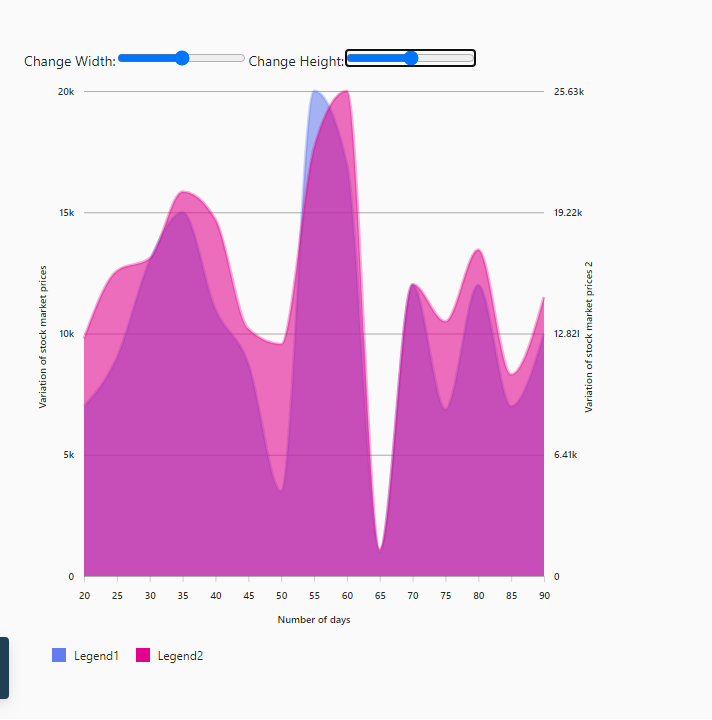 Change Width: Change Height:
20k 25.63k
15k 19.22k
Variation of stock market prices
Variation of stock market prices 2
10k 12.82l
5k 6.41k
0 0
20 25 30 35 40 45 50 55 60 65 70 75 80 85 90
Number of days
Legend1 Legend2